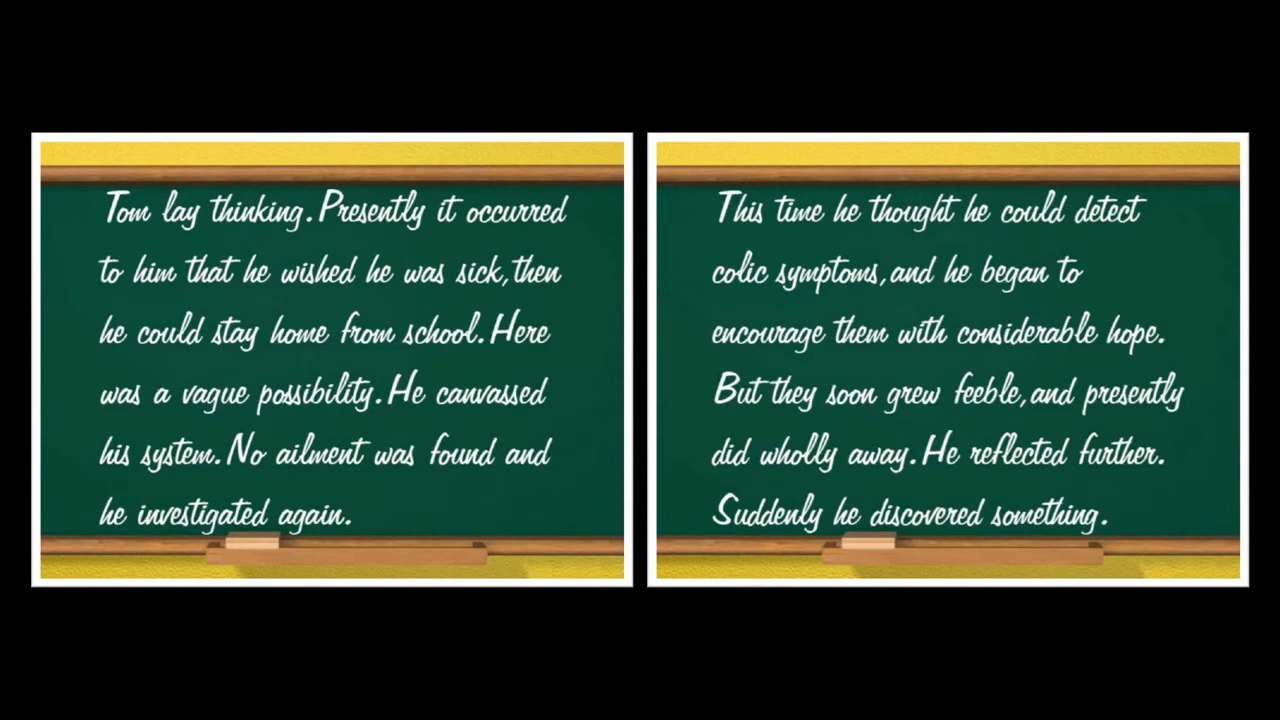 Tom lay thinking. Presently it occurred
to him that he wished he was sick, then
he could stay home from school. Here
was a vague possibility. He canvassed
his system. No ailment was found and
he investigated again.
This time he thought he could detect
colic symptoms, and he began to
encourage them with considerable hope.
But they soon grew feeble, and presently
did wholly away. He reflected further.
Suddenly he discovered something.